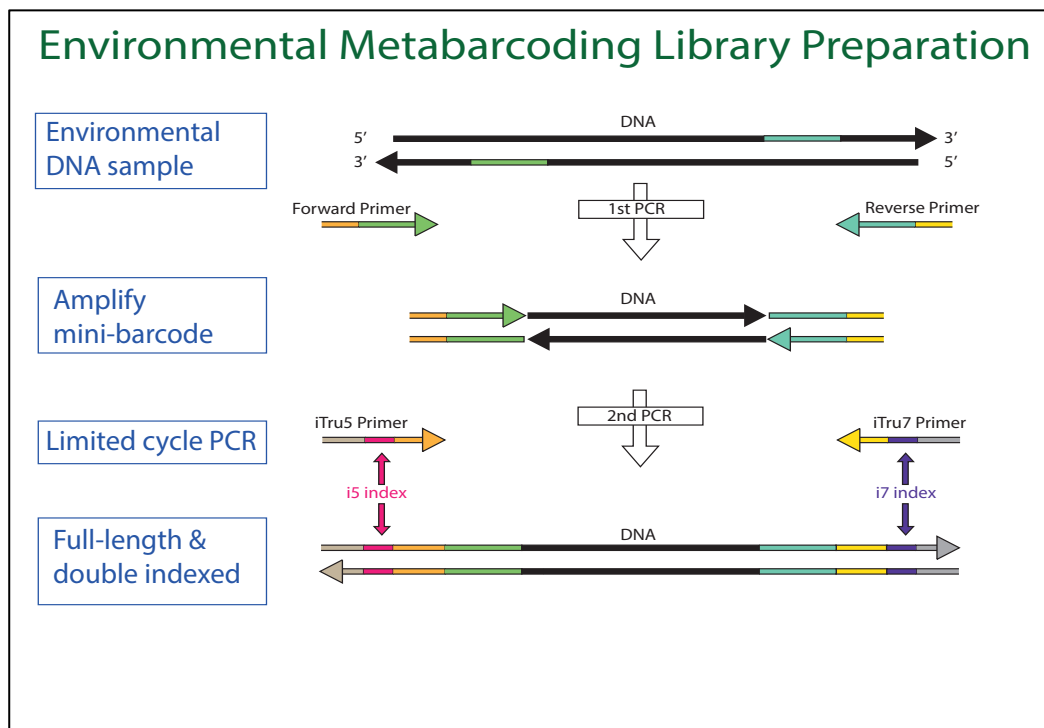 Environmental Metabarcoding Library Preparation
Environmental
DNA sample
DNA
5′
3′
3′
5′
Forward Primer
1st PCR
Reverse Primer
Amplify
mini-barcode
DNA
Limited cycle PCR
iTru5 Primer
2nd PCR
iTru7 Primer
i5 index
i7 index
Full-length &
double indexed
DNA